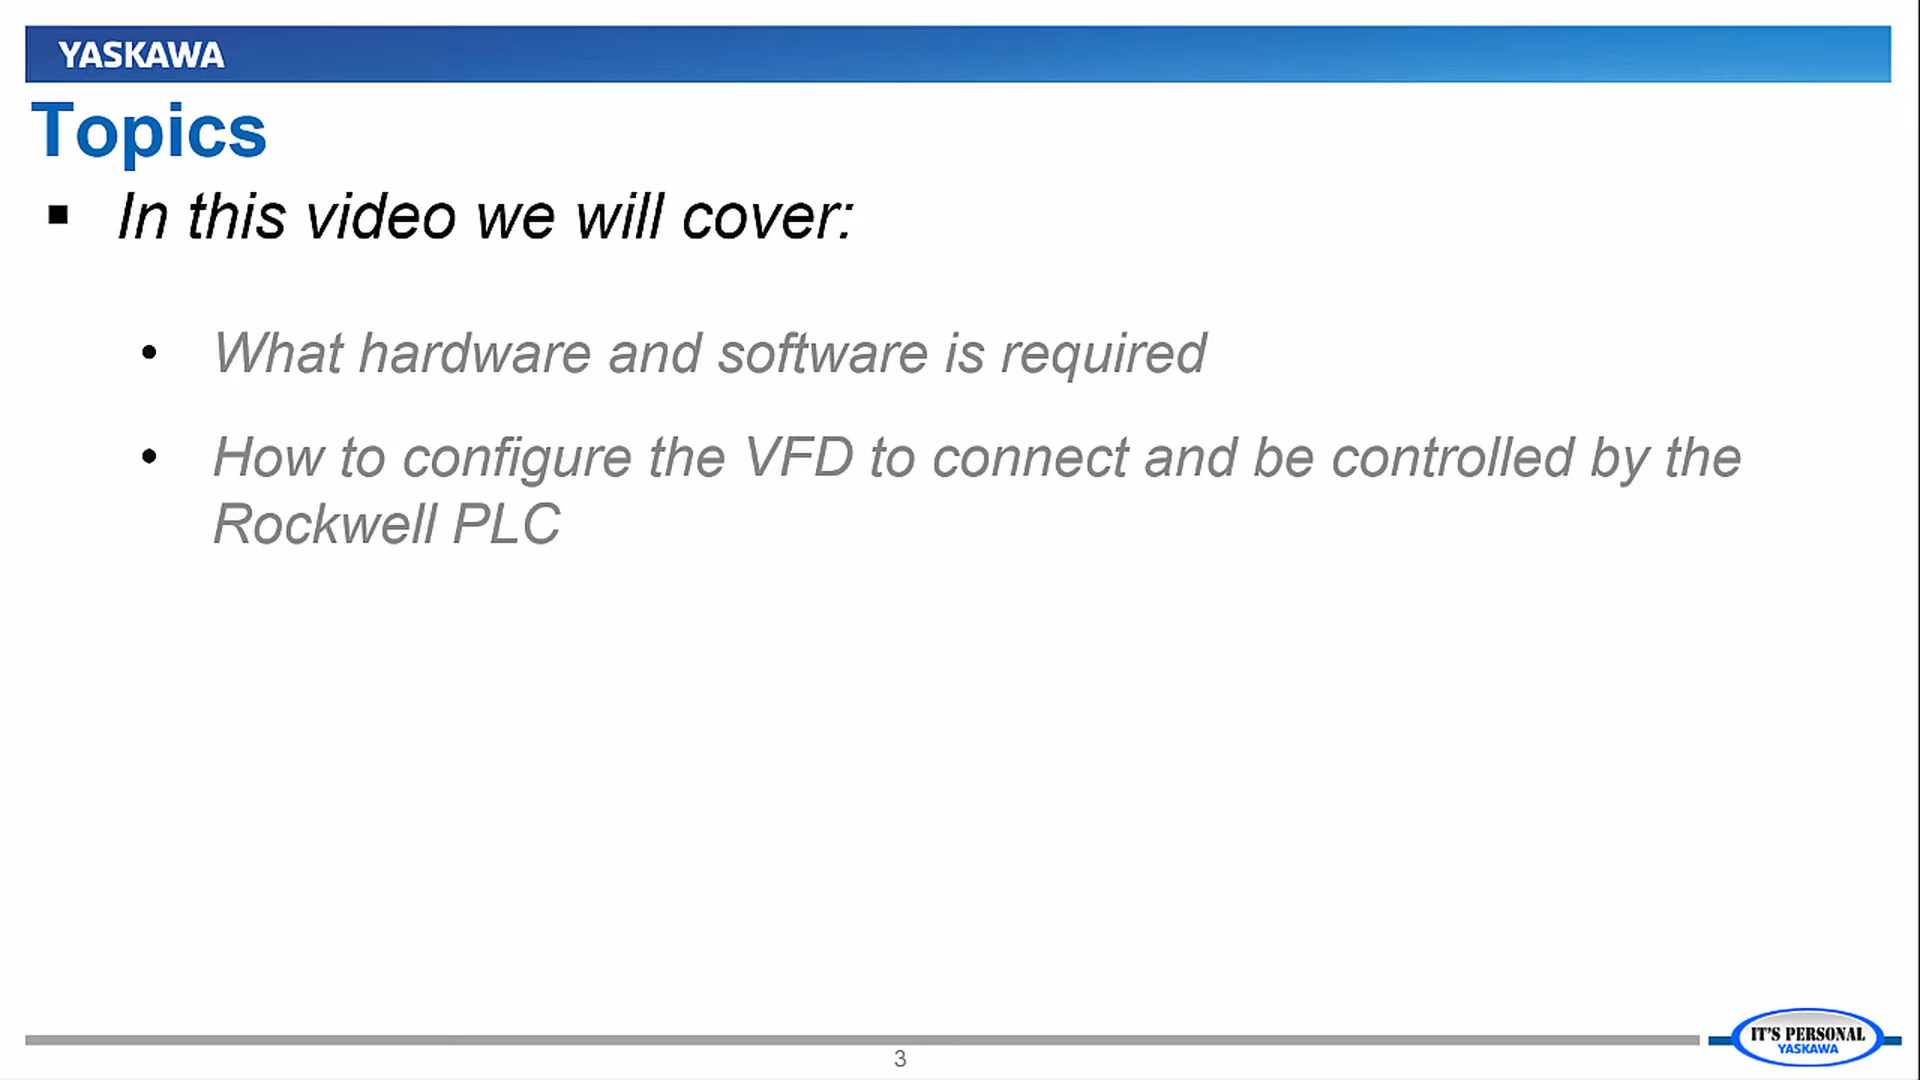 YASKAWA
Topics
▪ In this video we will cover:
• What hardware and software is required
• How to configure the VFD to connect and be controlled by the
Rockwell PLC
3
IT'S PERSONAL
YASKAWA